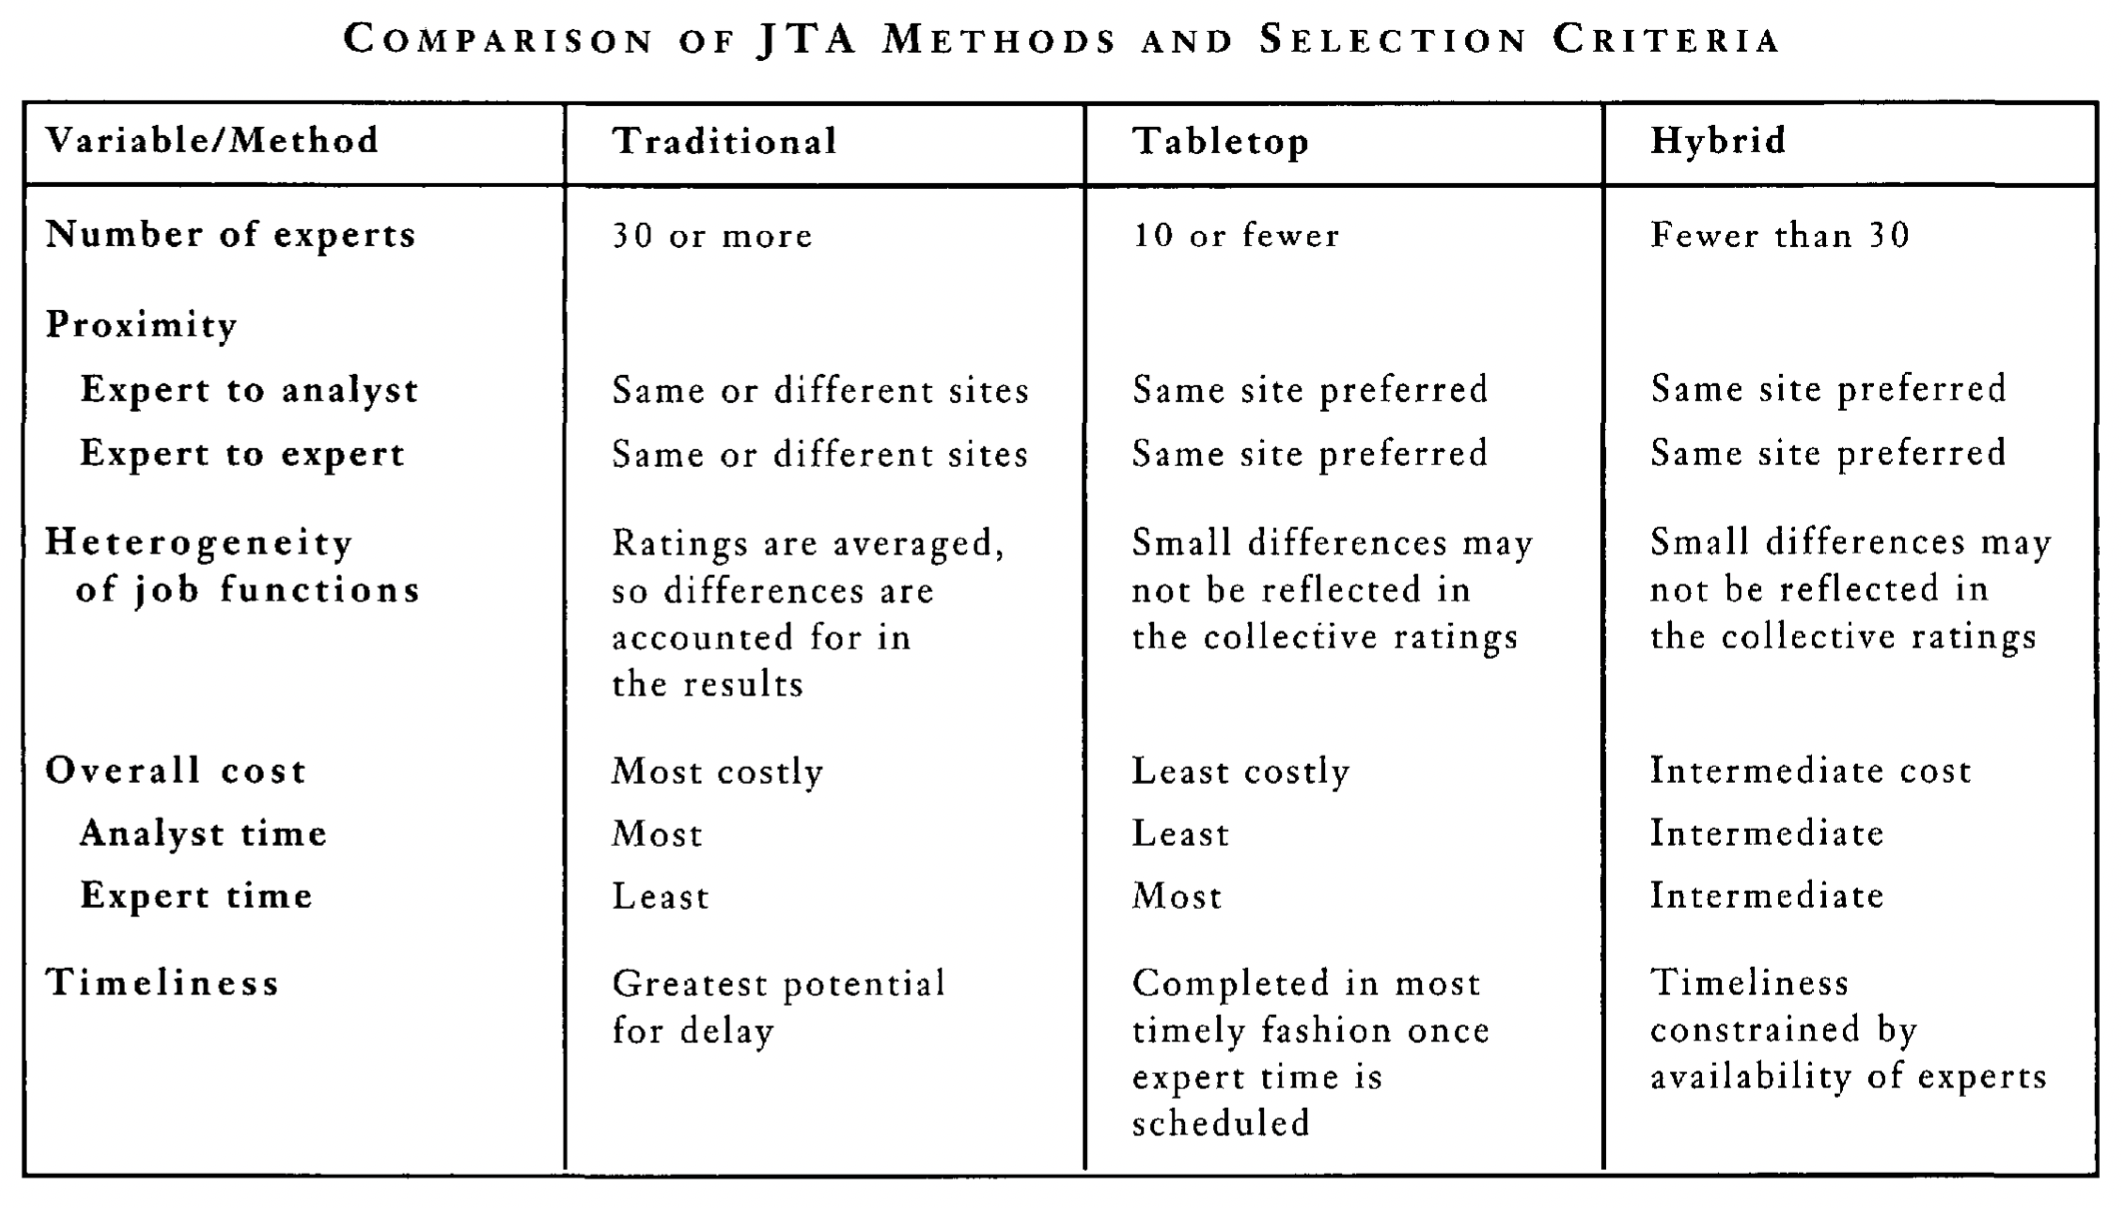 COMPARISON OF JTA METHODS AND SELECTION CRITERIA
Variable/Method Traditional Tabletop Hybrid
Number of experts 30 or more 10 or fewer Fewer than 30
Proximity
Expert to analyst Same or different sites Same site preferred Same site preferred
Expert to expert Same or different sites Same site preferred Same site preferred
Heterogeneity Ratings are averaged, Small differences may Small differences may
of job functions so differences are not be reflected in not be reflected in
accounted for in the collective ratings the collective ratings
the results
Overall cost Most costly Least costly Intermediate cost
Analyst time Most Least Intermediate
Expert time Least Most Intermediate
Timeliness Greatest potential Completed in most Timeliness
for delay timely fashion once constrained by
expert time is availability of experts
scheduled